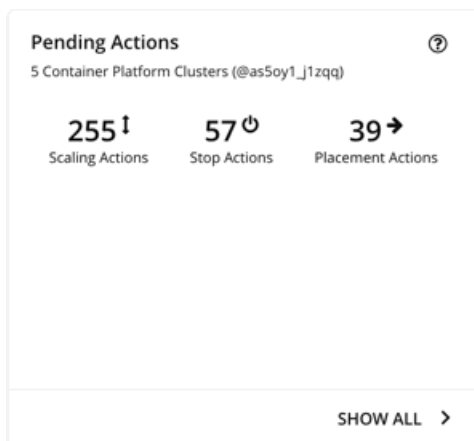 Pending Actions
5 Container Platform Clusters (@as5oy1_j1zqq)
255 57 39
Scaling Actions Stop Actions Placement Actions
SHOW ALL